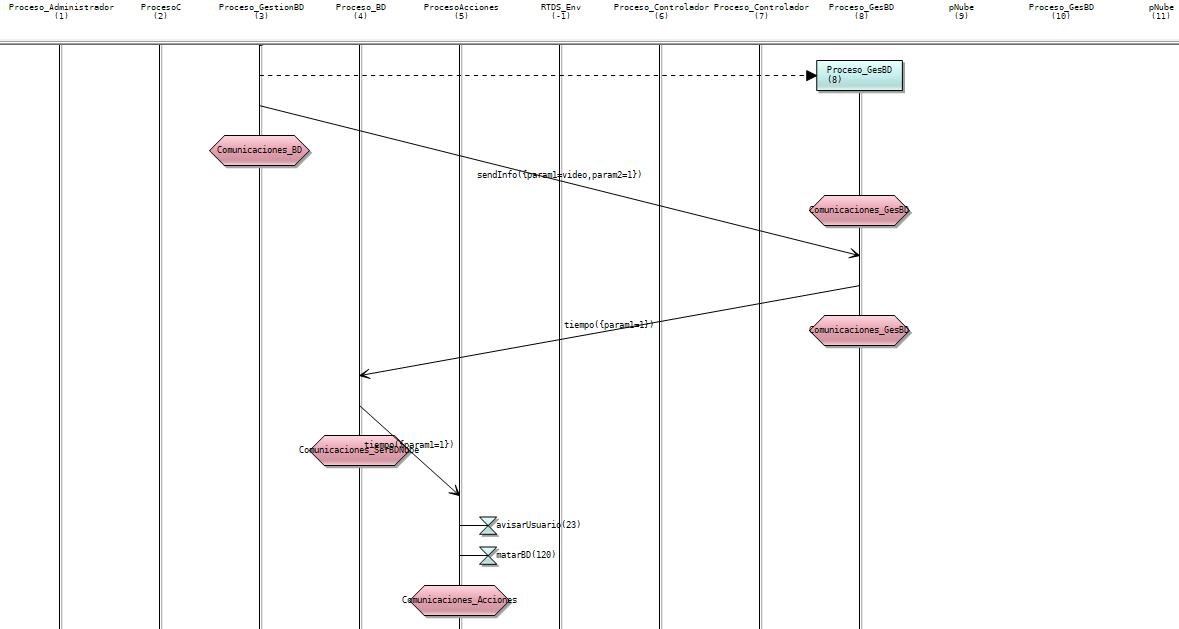 Proceso_Administrador
(1)
ProcesoC
(2)
Proceso_GestionBD
(3)
Proceso_BD
(4)
ProcesoAcciones
(5)
RTDS_Env
(-1)
Proceso_Controlador
(6)
Proceso_Controlador
(7)
Proceso_GesBD
(8)
pNube
(9)
Proceso_GesBD
(10)
pNube
(11)
Proceso_GesBD
(8)
Comunicaciones_BD
sendInfo({param1=video,param2=1})
Comunicaciones_GesBD
tiempo({param1=1})
Comunicaciones_GesBD
tiempo({param1=1})
Comunicaciones_SerBDNube
avisarUsuario(23)
matarBD(120)
Comunicaciones_Acciones